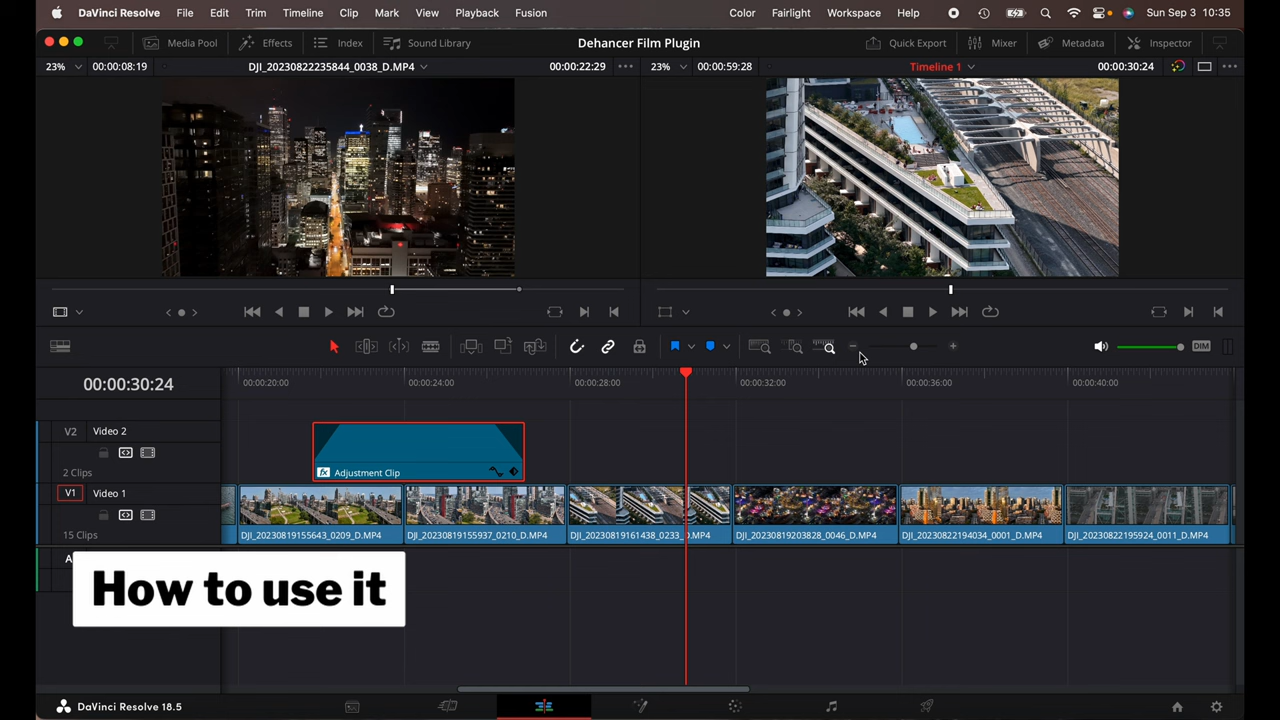 DaVinci Resolve File Edit Trim Timeline Clip Mark View Playback Fusion Color Fairlight Workspace Help Sun Sep 3 10:35
Media Pool Effects Index Sound Library Dehancer Film Plugin Quick Export Mixer Metadata Inspector
23% 00:00:08:19 DJI_20230822235844_0038_D.MP4 00:00:22:29 23% 00:00:59:28 Timeline 1 00:00:30:24
DIM
00:00:30:24
00:00:20:00 00:00:24:00 00:00:28:00 00:00:32:00 00:00:36:00 00:00:40:00
V2 Video 2
2 Clips
fx Adjustment Clip
V1 Video 1
15 Clips
DJI_20230819155643_0209_D.MP4 DJI_20230819155937_0210_D.MP4 DJI_20230819161438_0233_D.MP4 DJI_20230819203828_0046_D.MP4 DJI_20230822194034_0001_D.MP4 DJI_20230822195924_0011_D.MP4
How to use it
DaVinci Resolve 18.5